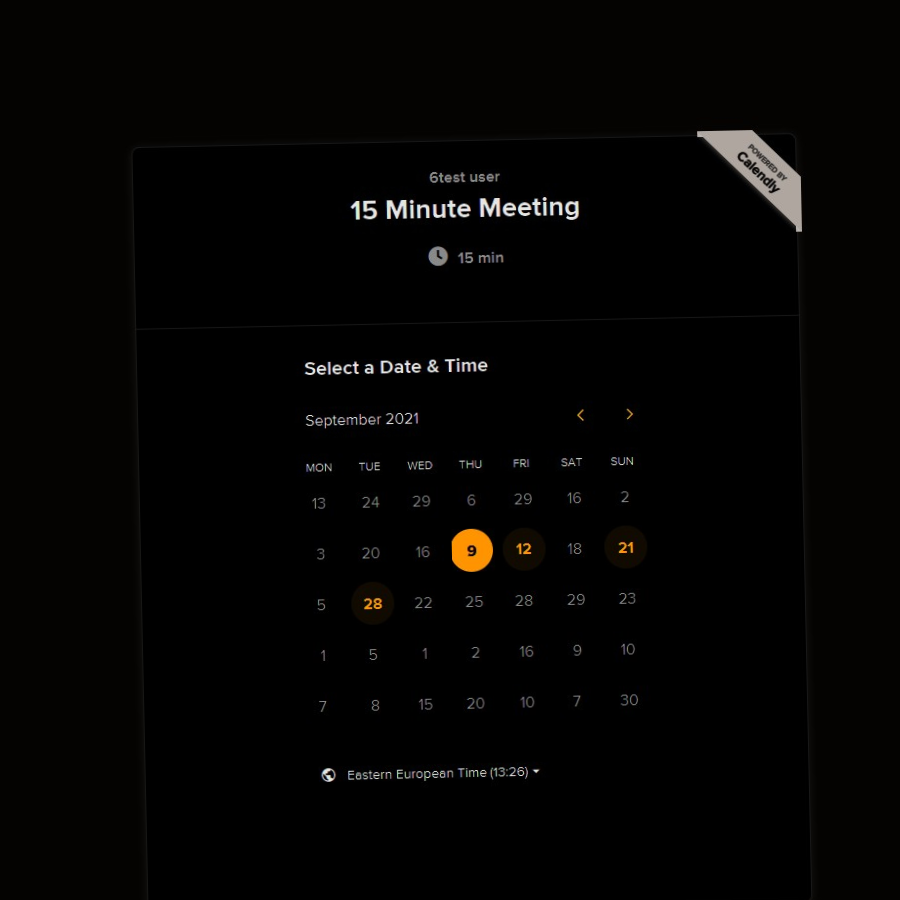 POWERED BY
Calendly
6test user
15 Minute Meeting
15 min
Select a Date & Time
September 2021
MON TUE WED THU FRI SAT SUN
13 24 29 6 29 16 2
3 20 16 9 12 18 21
5 28 22 25 28 29 23
1 5 1 2 16 9 10
7 8 15 20 10 7 30
Eastern European Time (13:26)